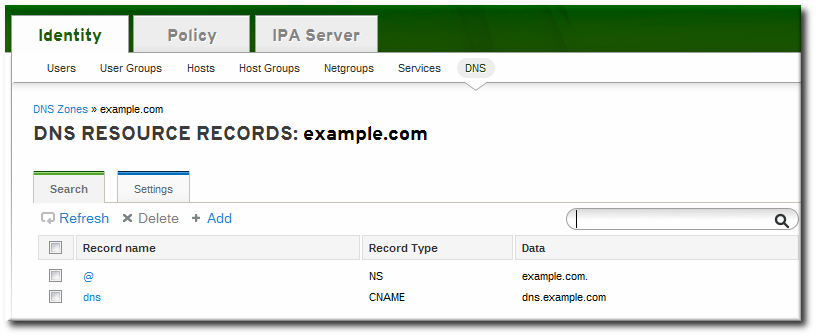 Identity Policy IPA Server
Users User Groups Hosts Host Groups Netgroups Services DNS
DNS Zones » example.com
DNS RESOURCE RECORDS: example.com
Search Settings
Refresh Delete Add
Record name Record Type Data
@ NS example.com.
dns CNAME dns.example.com